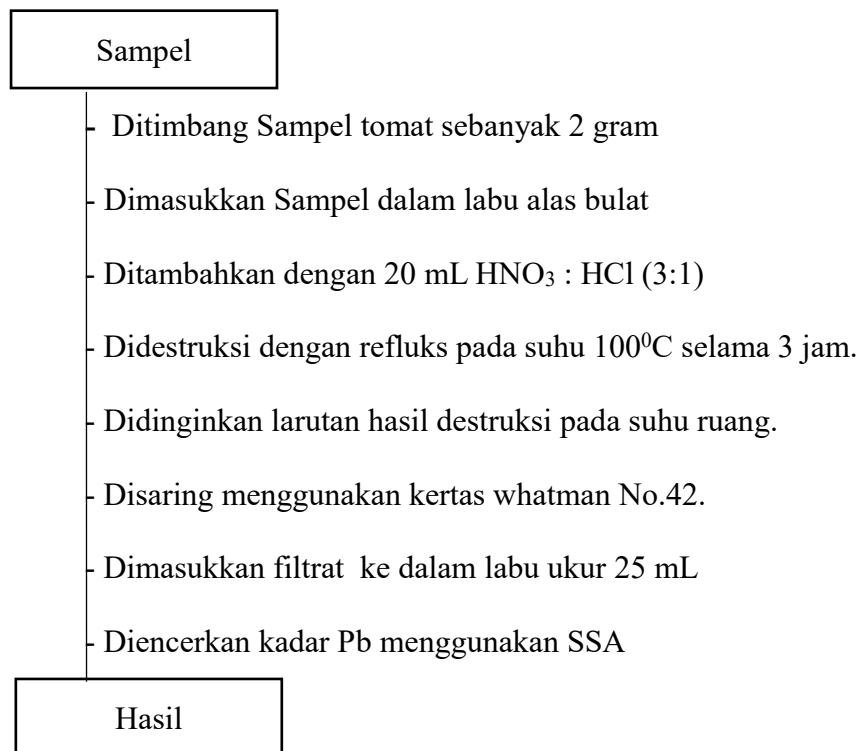 Sampel
- Ditimbang Sampel tomat sebanyak 2 gram
- Dimasukkan Sampel dalam labu alas bulat
- Ditambahkan dengan 20 mL HNO₃ : HCl (3:1)
- Didestruksi dengan refluks pada suhu 100⁰C selama 3 jam.
- Didinginkan larutan hasil destruksi pada suhu ruang.
- Disaring menggunakan kertas whatman No.42.
- Dimasukkan filtrat ke dalam labu ukur 25 mL
- Diencerkan kadar Pb menggunakan SSA
Hasil